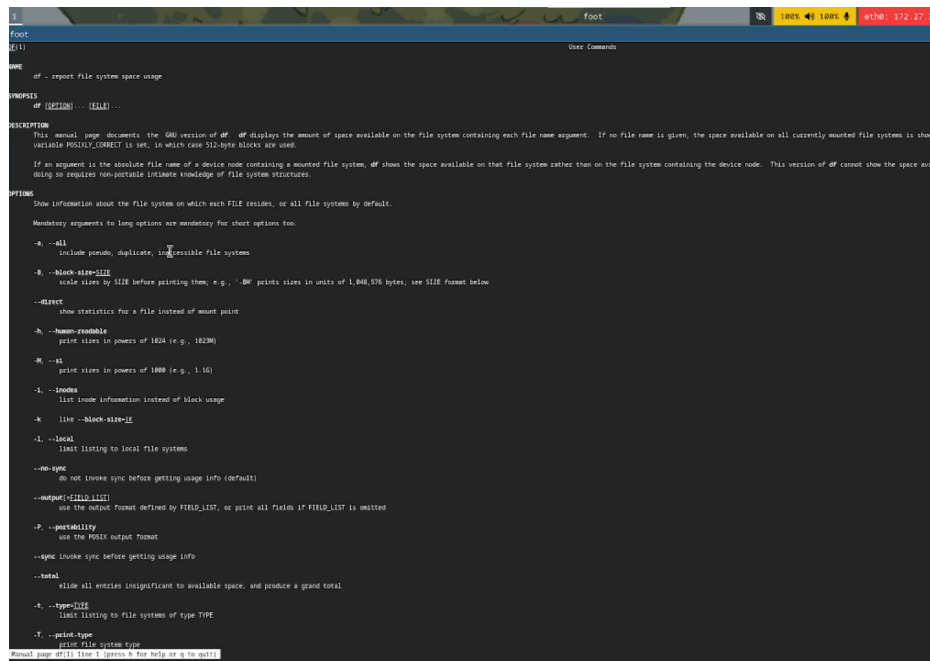 1 foot 100% 100% eth0: 172.27.
foot
DF(1) User Commands
NAME
df - report file system space usage
SYNOPSIS
df [OPTION]... [FILE]...
DESCRIPTION
This manual page documents the GNU version of df. df displays the amount of space available on the file system containing each file name argument. If no file name is given, the space available on all currently mounted file systems is
variable POSIXLY_CORRECT is set, in which case 512-byte blocks are used.
If an argument is the absolute file name of a device node containing a mounted file system, df shows the space available on that file system rather than on the file system containing the device node. This version of df cannot show the space
doing so requires non-portable intimate knowledge of file system structures.
OPTIONS
Show information about the file system on which each FILE resides, or all file systems by default.
Mandatory arguments to long options are mandatory for short options too.
-a, --all
include pseudo, duplicate, inaccessible file systems
-B, --block-size=SIZE
scale sizes by SIZE before printing them; e.g., '-BM' prints sizes in units of 1,048,576 bytes; see SIZE format below
--direct
show statistics for a file instead of mount point
-h, --human-readable
print sizes in powers of 1024 (e.g., 1023M)
-H, --si
print sizes in powers of 1000 (e.g., 1.1G)
-i, --inodes
list inode information instead of block usage
-k like --block-size=1K
-l, --local
limit listing to local file systems
--no-sync
do not invoke sync before getting usage info (default)
--output[=FIELD_LIST]
use the output format defined by FIELD_LIST, or print all fields if FIELD_LIST is omitted
-P, --portability
use the POSIX output format
--sync invoke sync before getting usage info
--total
elide all entries insignificant to available space, and produce a grand total
-t, --type=TYPE
limit listing to file systems of type TYPE
-T, --print-type
print file system type
Manual page df(1) line 1 (press h for help or q to quit)